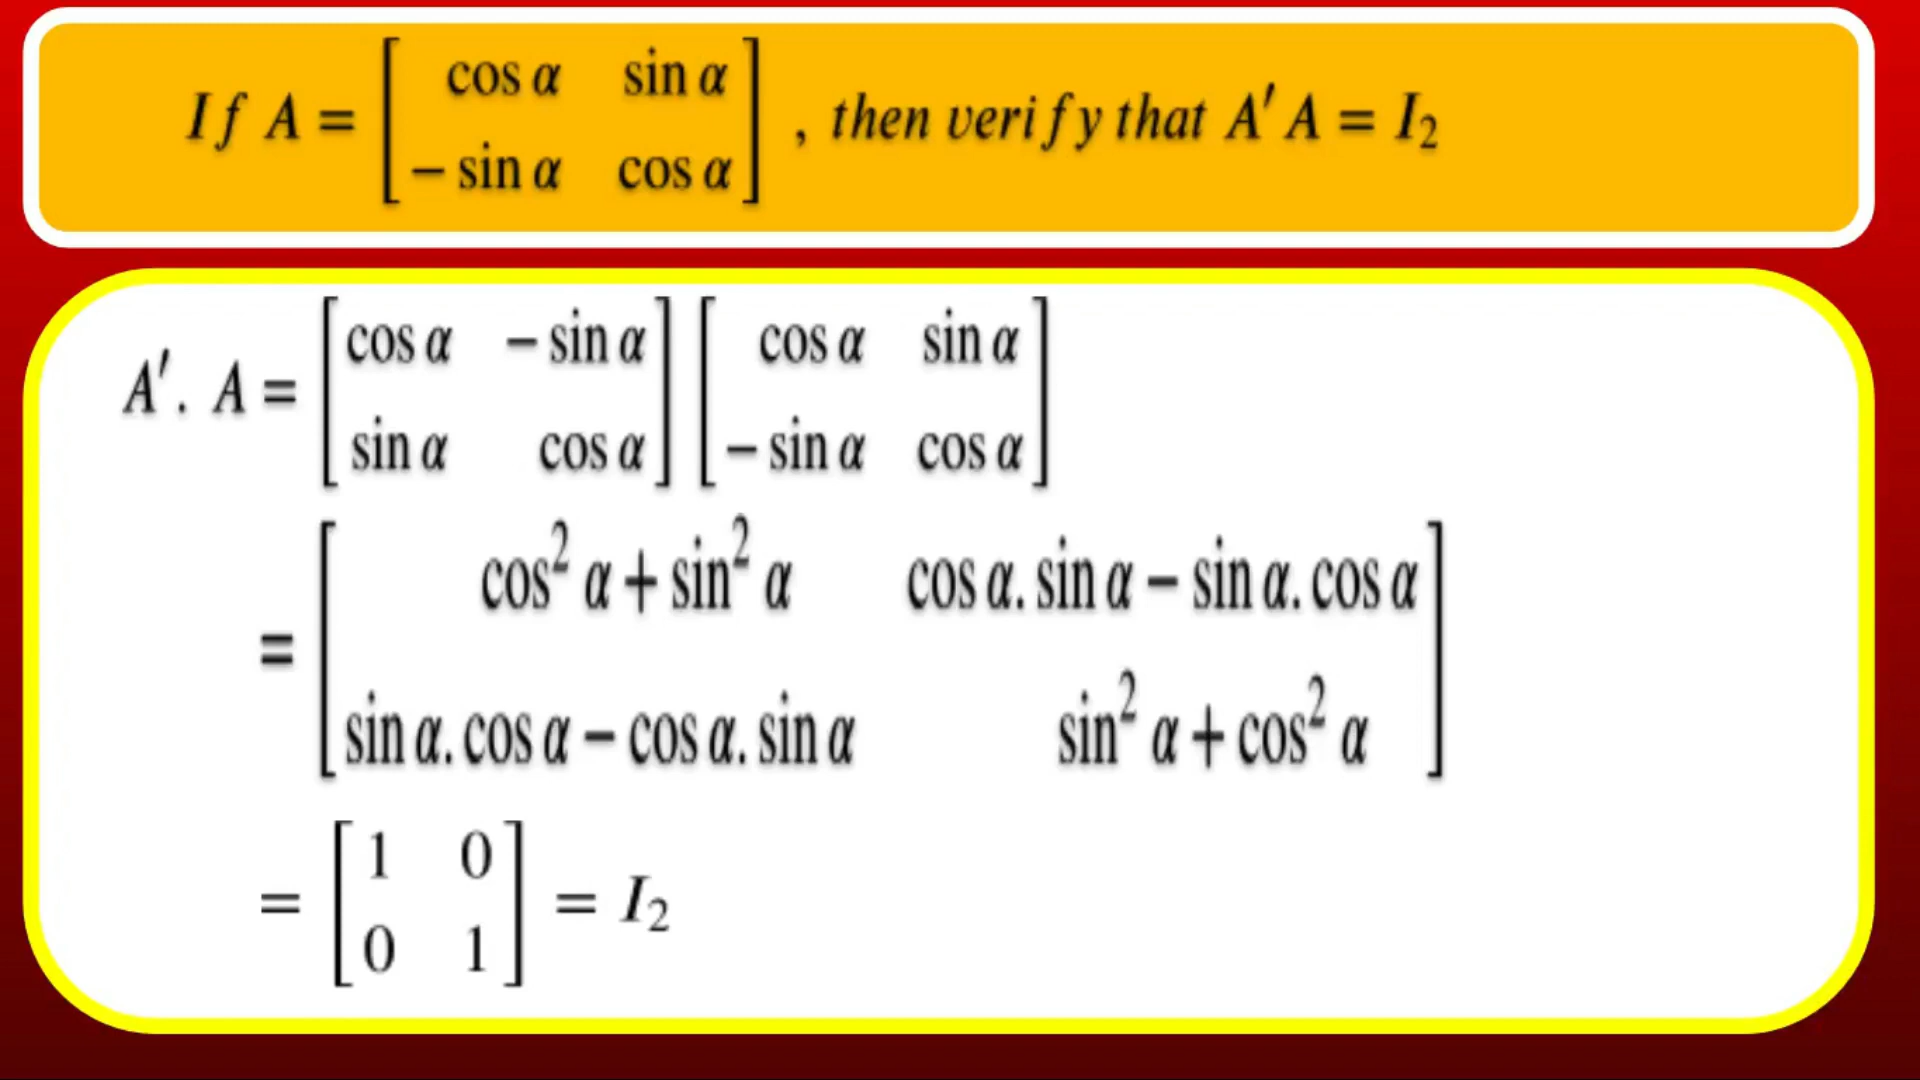 If A = [ cos α sin α ; − sin α cos α ] , then verify that A′ A = I₂
A′. A = [ cos α − sin α ; sin α cos α ] [ cos α sin α ; − sin α cos α ]
= [ cos² α + sin² α cos α. sin α − sin α. cos α ; sin α. cos α − cos α. sin α sin² α + cos² α ]
= [ 1 0 ; 0 1 ] = I₂